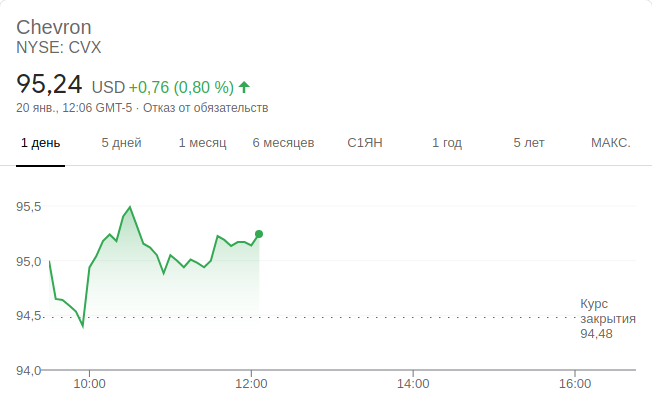 Chevron
NYSE: CVX
95,24 USD +0,76 (0,80 %)
20 янв., 12:06 GMT-5 · Отказ от обязательств
1 день 5 дней 1 месяц 6 месяцев С1ЯН 1 год 5 лет МАКС.
95,5
95,0
94,5
94,0
Курс
закрытия
94,48
10:00 12:00 14:00 16:00